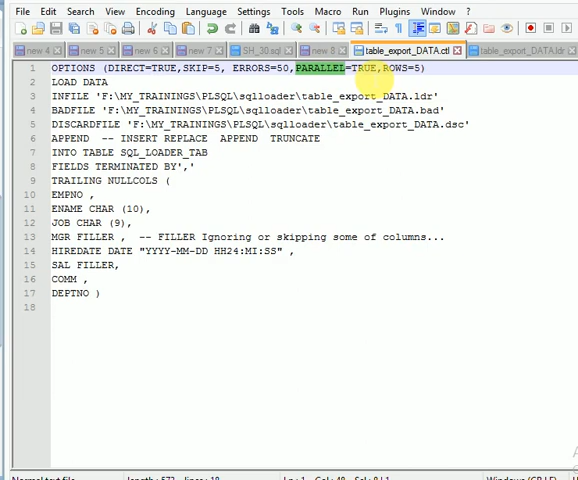 File Edit Search View Encoding Language Settings Tools Macro Run Plugins Window ?
new 4 new 5 new 6 new 7 SH_30.sql new 8 table_export_DATA.ctl table_export_DATA.ldr
1 OPTIONS (DIRECT=TRUE,SKIP=5, ERRORS=50,PARALLEL=TRUE,ROWS=5)
2 LOAD DATA
3 INFILE 'F:\MY_TRAININGS\PLSQL\sqlloader\table_export_DATA.ldr'
4 BADFILE 'F:\MY_TRAININGS\PLSQL\sqlloader\table_export_DATA.bad'
5 DISCARDFILE 'F:\MY_TRAININGS\PLSQL\sqlloader\table_export_DATA.dsc'
6 APPEND -- INSERT REPLACE APPEND TRUNCATE
7 INTO TABLE SQL_LOADER_TAB
8 FIELDS TERMINATED BY','
9 TRAILING NULLCOLS (
10 EMPNO ,
11 ENAME CHAR (10),
12 JOB CHAR (9),
13 MGR FILLER , -- FILLER Ignoring or skipping some of columns...
14 HIREDATE DATE "YYYY-MM-DD HH24:MI:SS" ,
15 SAL FILLER,
16 COMM ,
17 DEPTNO )
18